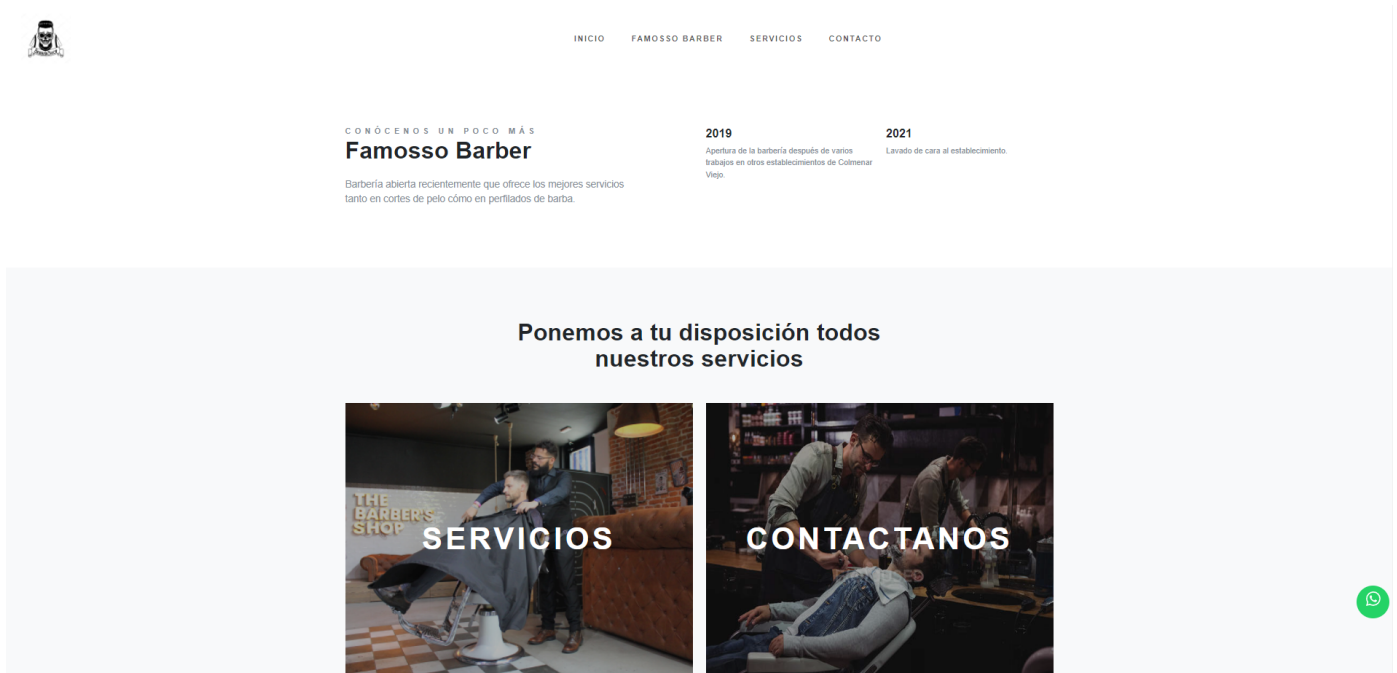 INICIO FAMOSSO BARBER SERVICIOS CONTACTO
CONÓCENOS UN POCO MÁS
Famosso Barber
Barbería abierta recientemente que ofrece los mejores servicios
tanto en cortes de pelo cómo en perfilados de barba.
2019
Apertura de la barbería después de varios
trabajos en otros establecimientos de Colmenar
Viejo.
2021
Lavado de cara al establecimiento.
Ponemos a tu disposición todos
nuestros servicios
THE
BARBER'S
SHOP
SERVICIOS
CONTACTANOS